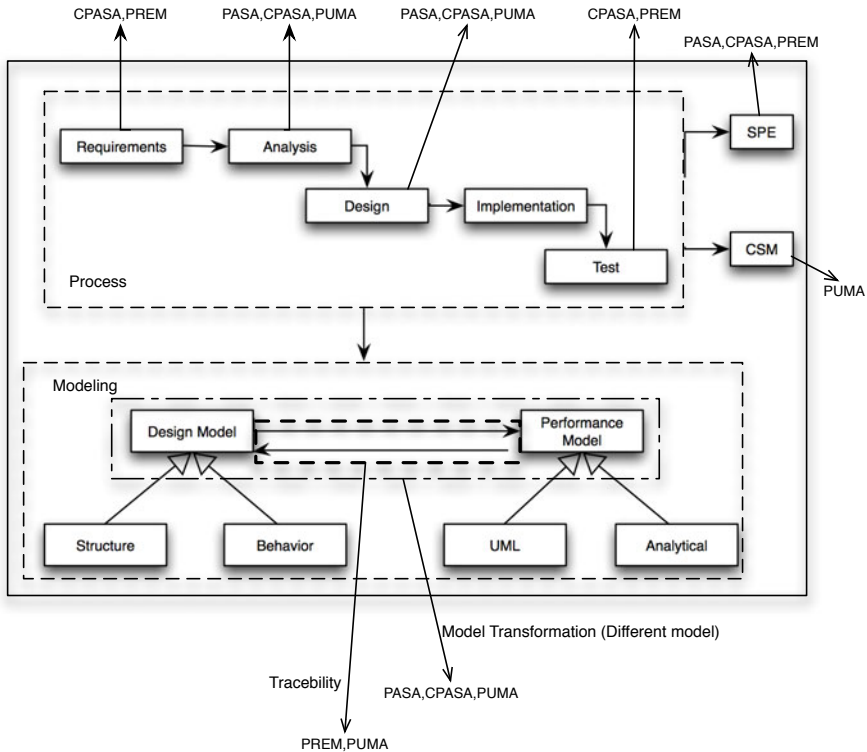 CPASA,PREM
PASA,CPASA,PUMA
PASA,CPASA,PUMA
CPASA,PREM
PASA,CPASA,PREM
Requirements
Analysis
SPE
Design
Implementation
Test
CSM
Process
PUMA
Modeling
Design Model
Performance
Model
Structure
Behavior
UML
Analytical
Model Transformation (Different model)
Tracebility
PASA,CPASA,PUMA
PREM,PUMA